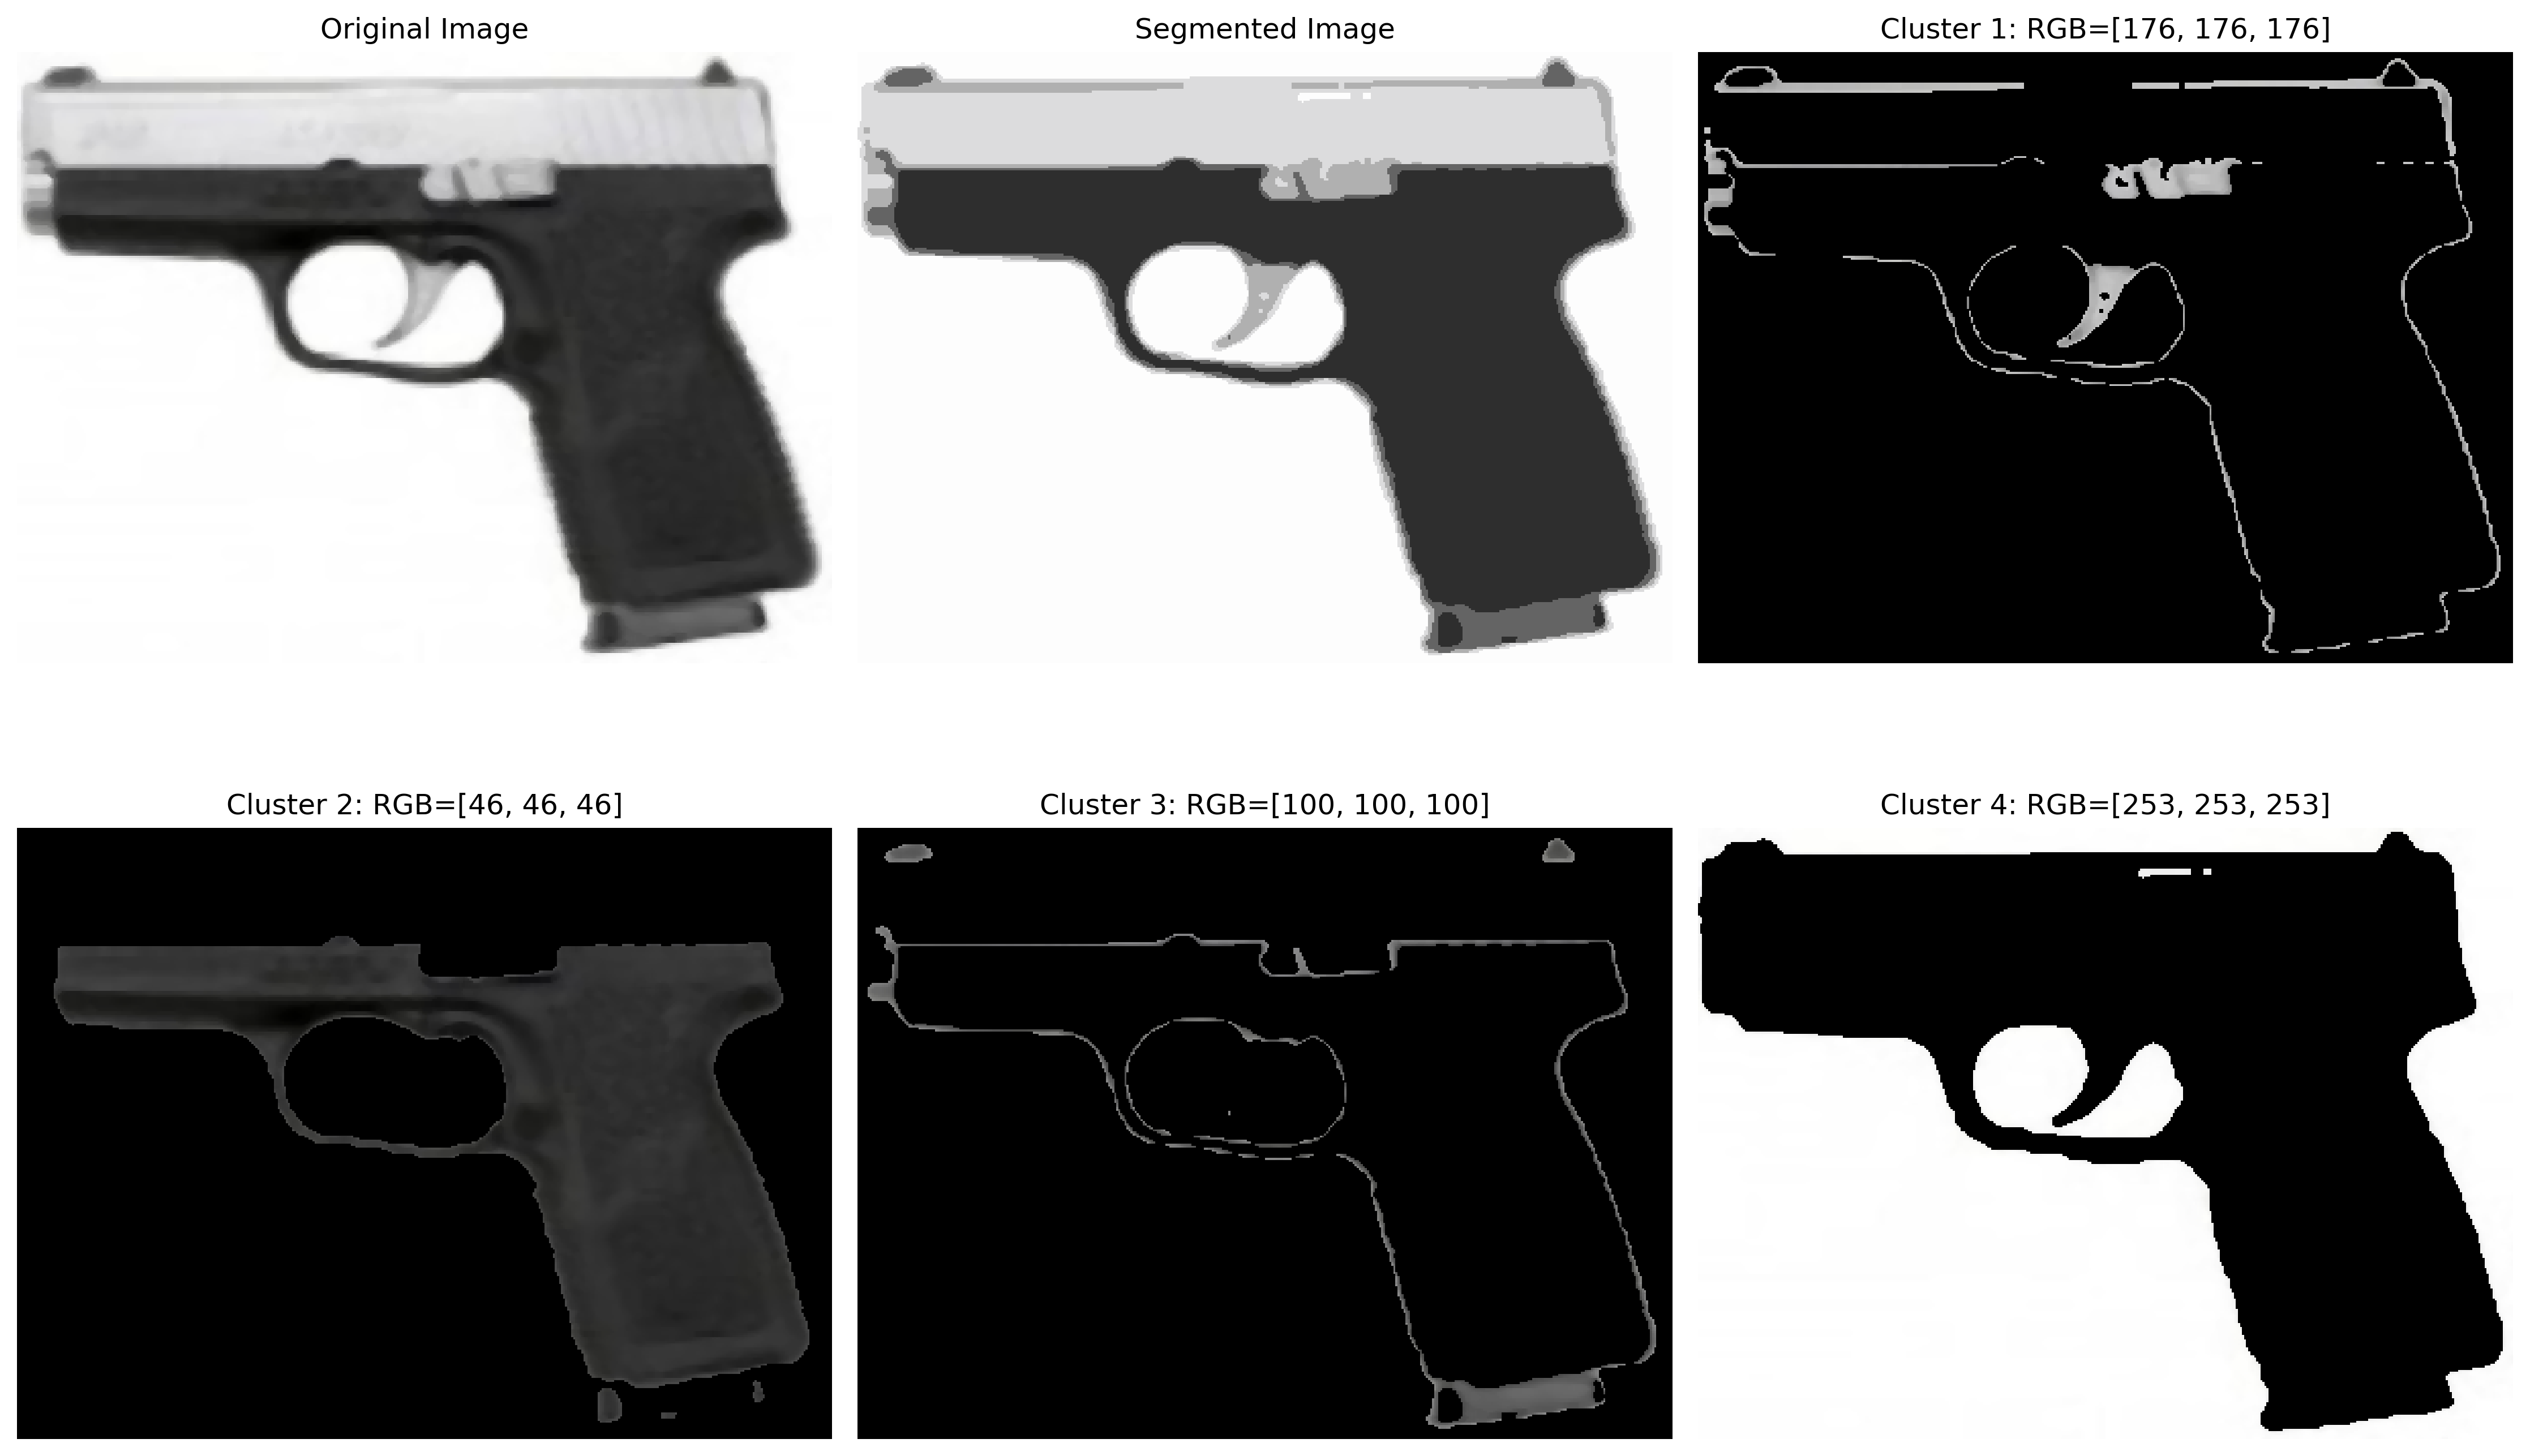 Original Image
Segmented Image
Cluster 1: RGB=[176, 176, 176]
Cluster 2: RGB=[46, 46, 46]
Cluster 3: RGB=[100, 100, 100]
Cluster 4: RGB=[253, 253, 253]